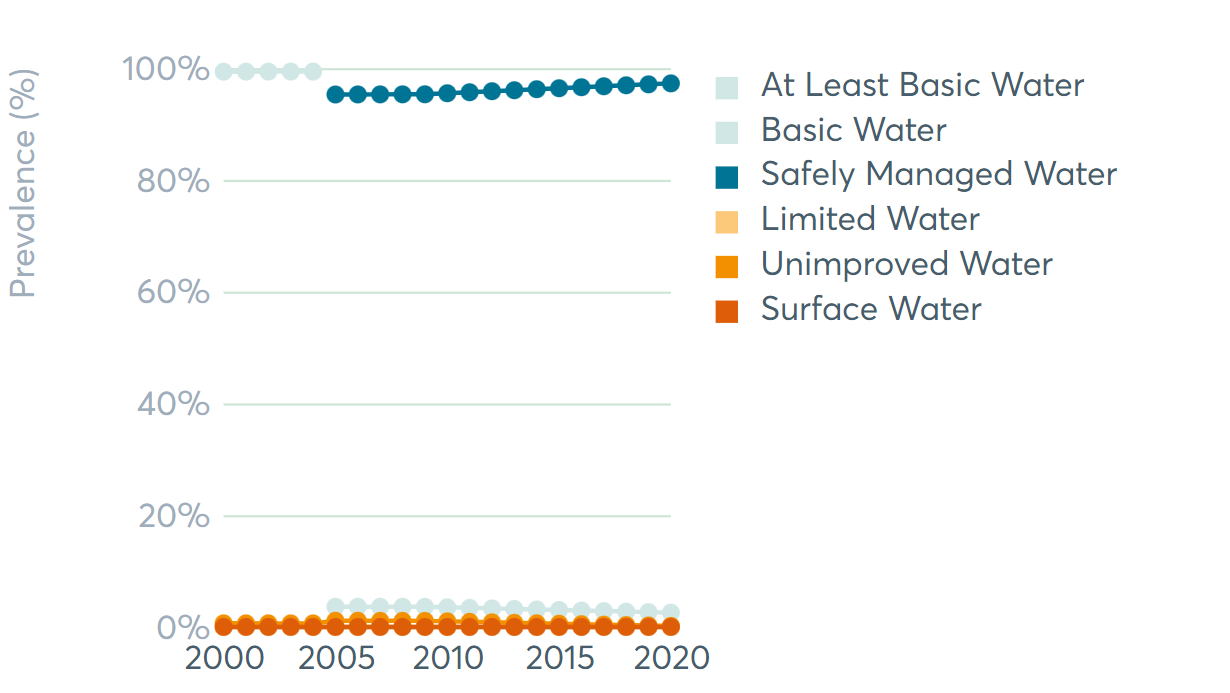 Prevalence (%)
100%
80%
60%
40%
20%
0%
2000 2005 2010 2015 2020
At Least Basic Water
Basic Water
Safely Managed Water
Limited Water
Unimproved Water
Surface Water